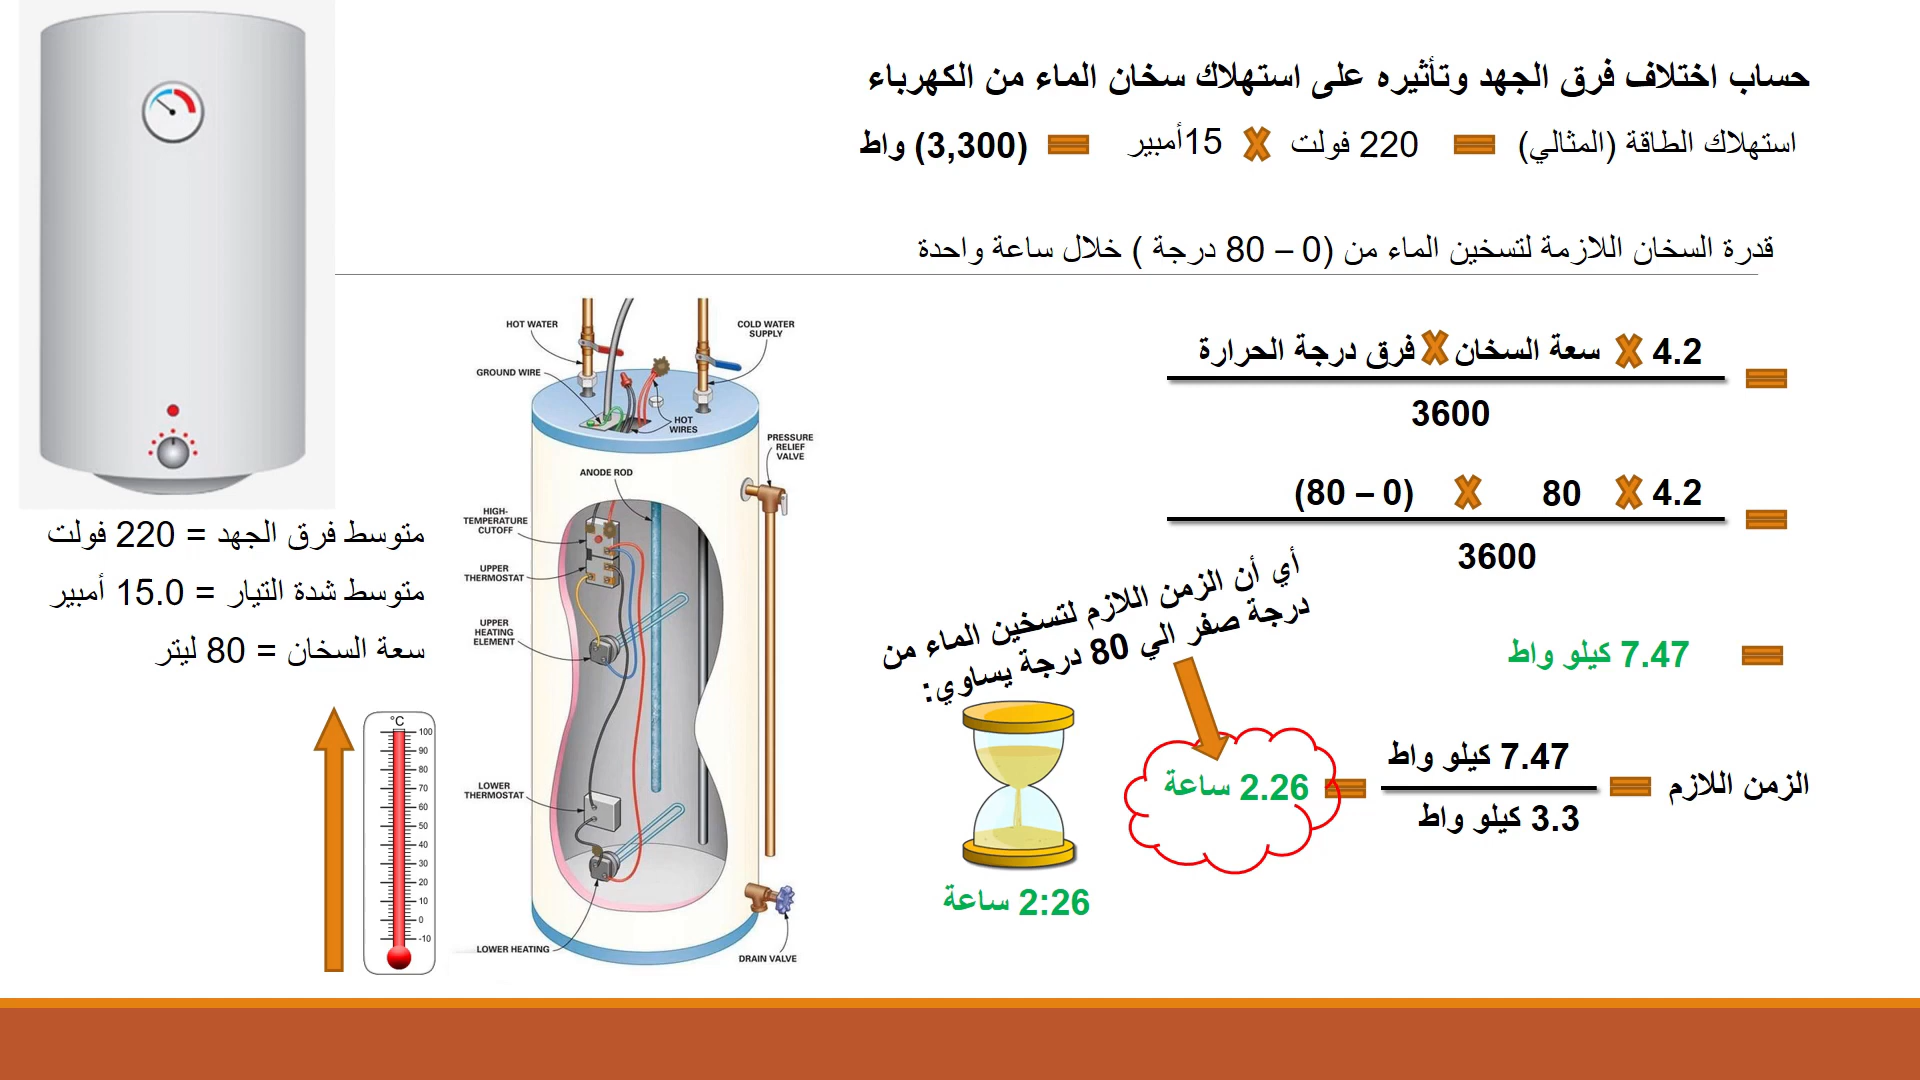 حساب اختلاف فرق الجهد وتأثيره على استهلاك سخان الماء من الكهرباء
استهلاك الطاقة (المثالي) = 220 فولت × 15أمبير = (3,300) واط
قدرة السخان اللازمة لتسخين الماء من (0 – 80 درجة ) خلال ساعة واحدة
= 4.2 × سعة السخان × فرق درجة الحرارة
3600
= 4.2 × 80 × (80 – 0)
3600
= 7.47 كيلو واط
أي أن الزمن اللازم لتسخين الماء من
درجة صفر الي 80 درجة يساوي:
الزمن اللازم = 7.47 كيلو واط
3.3 كيلو واط
= 2.26 ساعة
2:26 ساعة
متوسط فرق الجهد = 220 فولت
متوسط شدة التيار = 15.0 أمبير
سعة السخان = 80 ليتر
HOT WATER
COLD WATER
SUPPLY
GROUND WIRE
HOT
WIRES
PRESSURE
RELIEF
VALVE
ANODE ROD
HIGH-
TEMPERATURE
CUTOFF
UPPER
THERMOSTAT
UPPER
HEATING
ELEMENT
LOWER
THERMOSTAT
LOWER HEATING
DRAIN VALVE
°C
100
90
80
70
60
50
40
30
20
10
0
-10